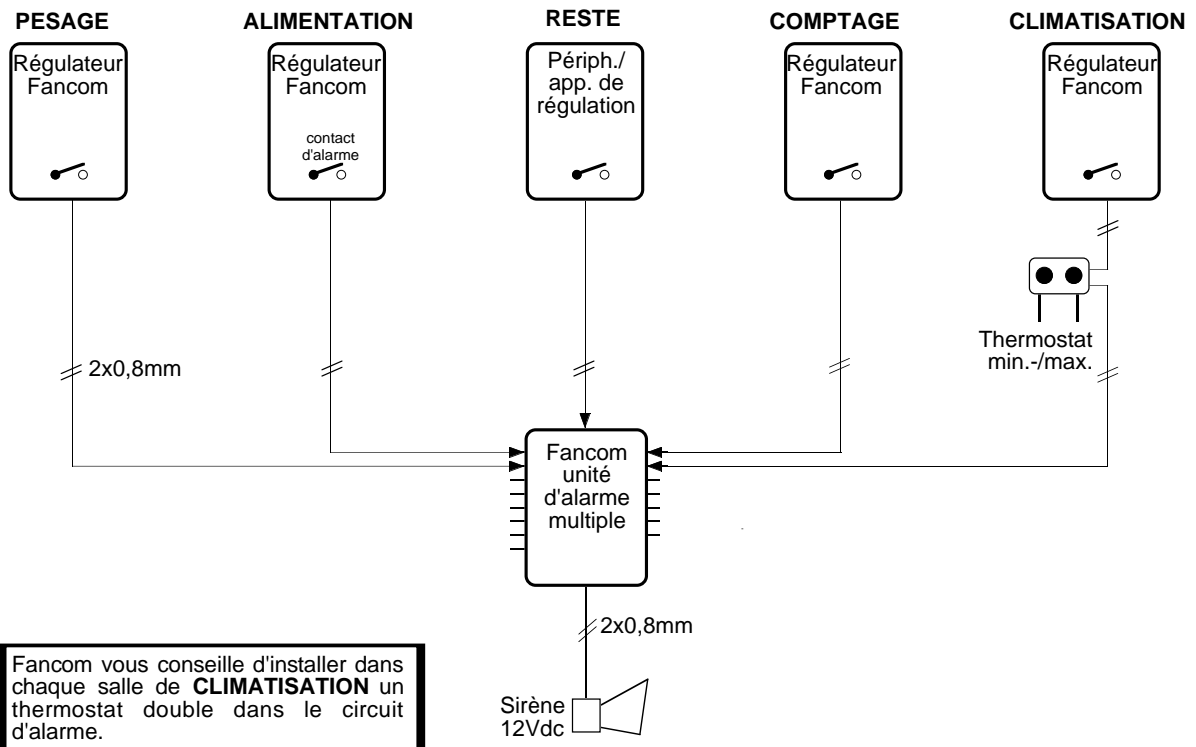 PESAGE
ALIMENTATION
RESTE
COMPTAGE
CLIMATISATION
Régulateur
Fancom
Régulateur
Fancom
contact
d'alarme
Périph./
app. de
régulation
Régulateur
Fancom
Régulateur
Fancom
Thermostat
min.-/max.
2x0,8mm
Fancom
unité
d'alarme
multiple
2x0,8mm
Sirène
12Vdc
Fancom vous conseille d'installer dans
chaque salle de CLIMATISATION un
thermostat double dans le circuit
d'alarme.